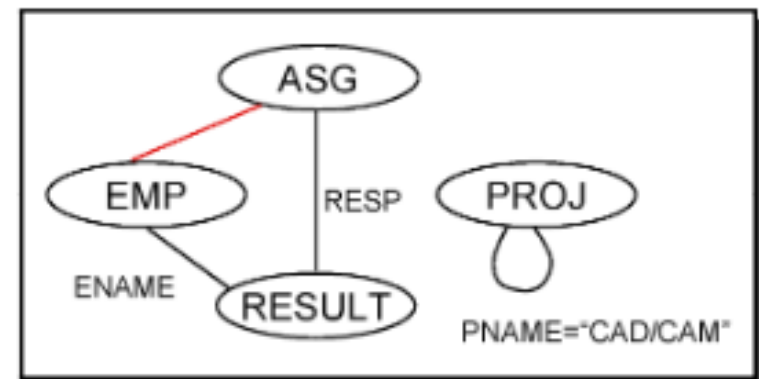 ASG
EMP
RESP
PROJ
ENAME
RESULT
PNAME="CAD/CAM"